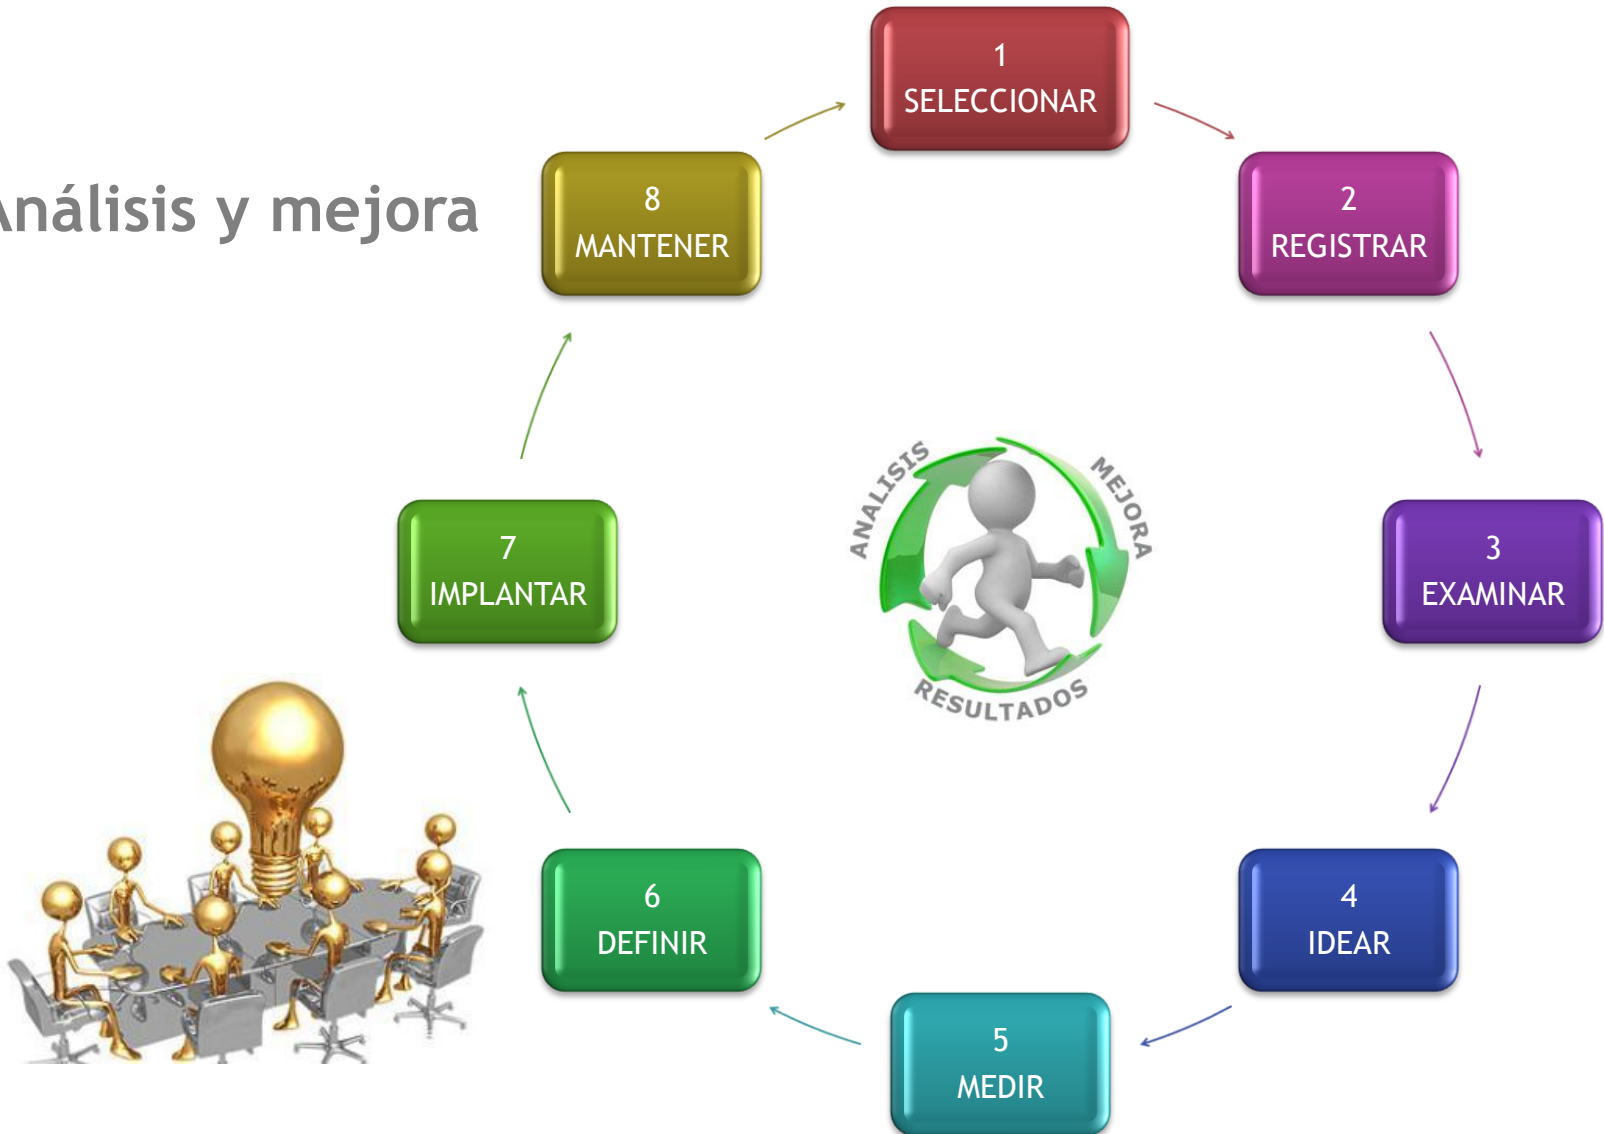 Análisis y mejora
1
SELECCIONAR
2
REGISTRAR
3
EXAMINAR
4
IDEAR
5
MEDIR
6
DEFINIR
7
IMPLANTAR
8
MANTENER
ANALISIS
MEJORA
RESULTADOS